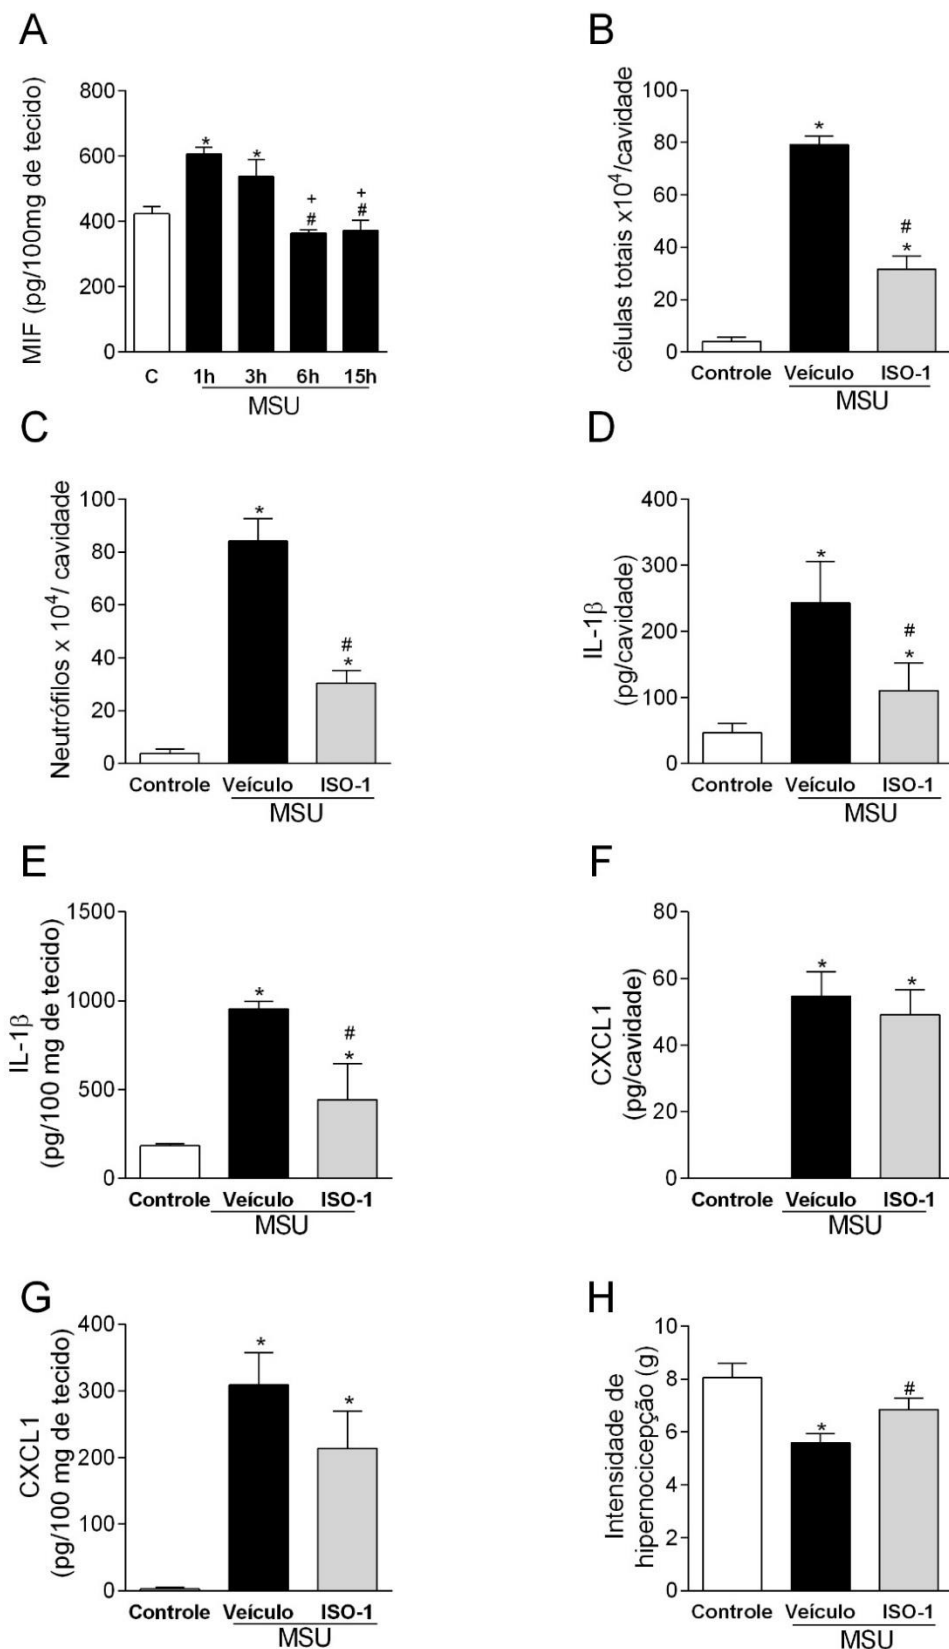 A
MIF (pg/100mg de tecido)
800
600
400
200
0
*
*
+
#
+
#
C 1h 3h 6h 15h
MSU
B
células totais x10⁴/cavidade
100
80
60
40
20
0
*
#
*
Controle Veículo ISO-1
MSU
C
Neutrófilos x 10⁴/ cavidade
100
80
60
40
20
0
*
#
*
Controle Veículo ISO-1
MSU
D
IL-1β
(pg/cavidade)
400
300
200
100
0
*
#
*
Controle Veículo ISO-1
MSU
E
IL-1β
(pg/100 mg de tecido)
1500
1000
500
0
*
#
*
Controle Veículo ISO-1
MSU
F
CXCL1
(pg/cavidade)
80
60
40
20
0
*
*
Controle Veículo ISO-1
MSU
G
CXCL1
(pg/100 mg de tecido)
400
300
200
100
0
*
*
Controle Veículo ISO-1
MSU
H
Intensidade de
hipernocicepção (g)
10
8
6
4
2
0
*
#
Controle Veículo ISO-1
MSU